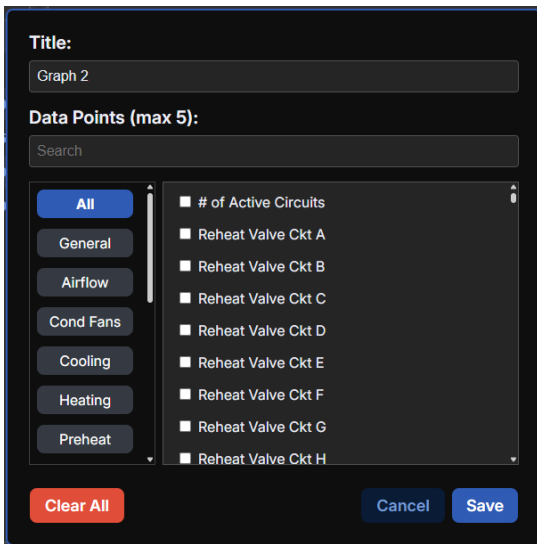 Title:
Graph 2
Data Points (max 5):
Search
All
General
Airflow
Cond Fans
Cooling
Heating
Preheat
# of Active Circuits
Reheat Valve Ckt A
Reheat Valve Ckt B
Reheat Valve Ckt C
Reheat Valve Ckt D
Reheat Valve Ckt E
Reheat Valve Ckt F
Reheat Valve Ckt G
Reheat Valve Ckt H
Clear All
Cancel
Save